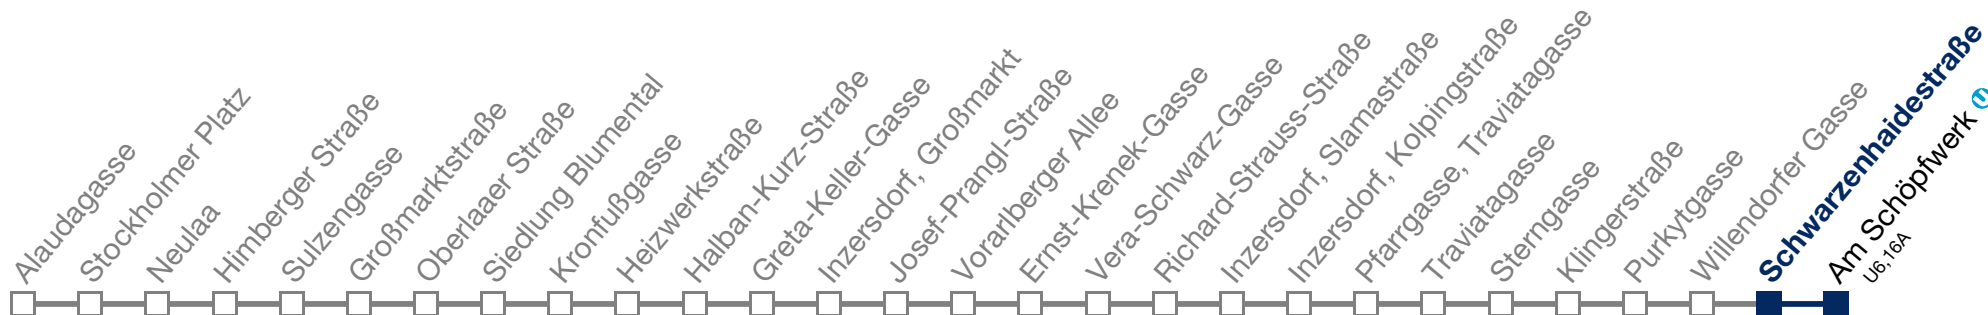 Alaudagasse
Stockholmer Platz
Neulaa
Himberger Straße
Sulzengasse
Großmarktstraße
Oberlaaer Straße
Siedlung Blumental
Kronfußgasse
Heizwerkstraße
Halban-Kurz-Straße
Greta-Keller-Gasse
Inzersdorf, Großmarkt
Josef-Prangl-Straße
Vorarlberger Allee
Ernst-Krenek-Gasse
Vera-Schwarz-Gasse
Richard-Strauss-Straße
Inzersdorf, Slamastraße
Inzersdorf, Kolpingstraße
Pfarrgasse, Traviatagasse
Traviatagasse
Sterngasse
Klingerstraße
Purkytgasse
Willendorfer Gasse
Schwarzenhaidestraße
Am Schöpfwerk U
U6,16A